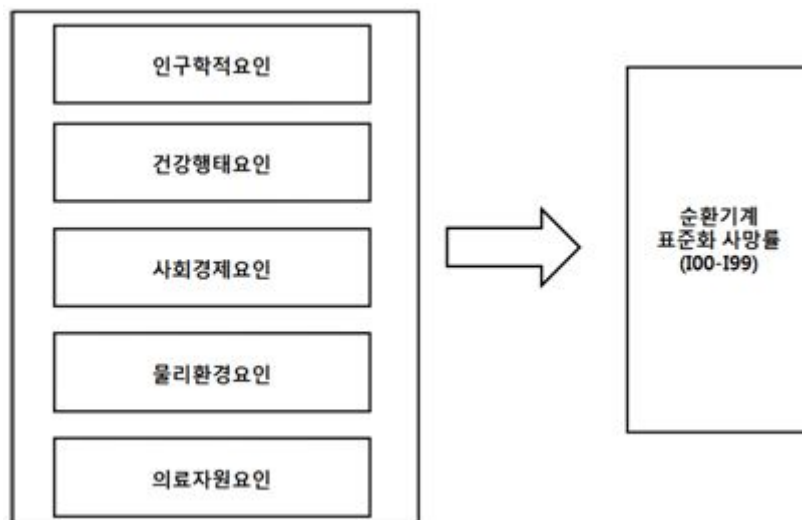 인구학적요인
건강행태요인
사회경제요인
물리환경요인
의료자원요인
순환기계
표준화 사망률
(I00-I99)